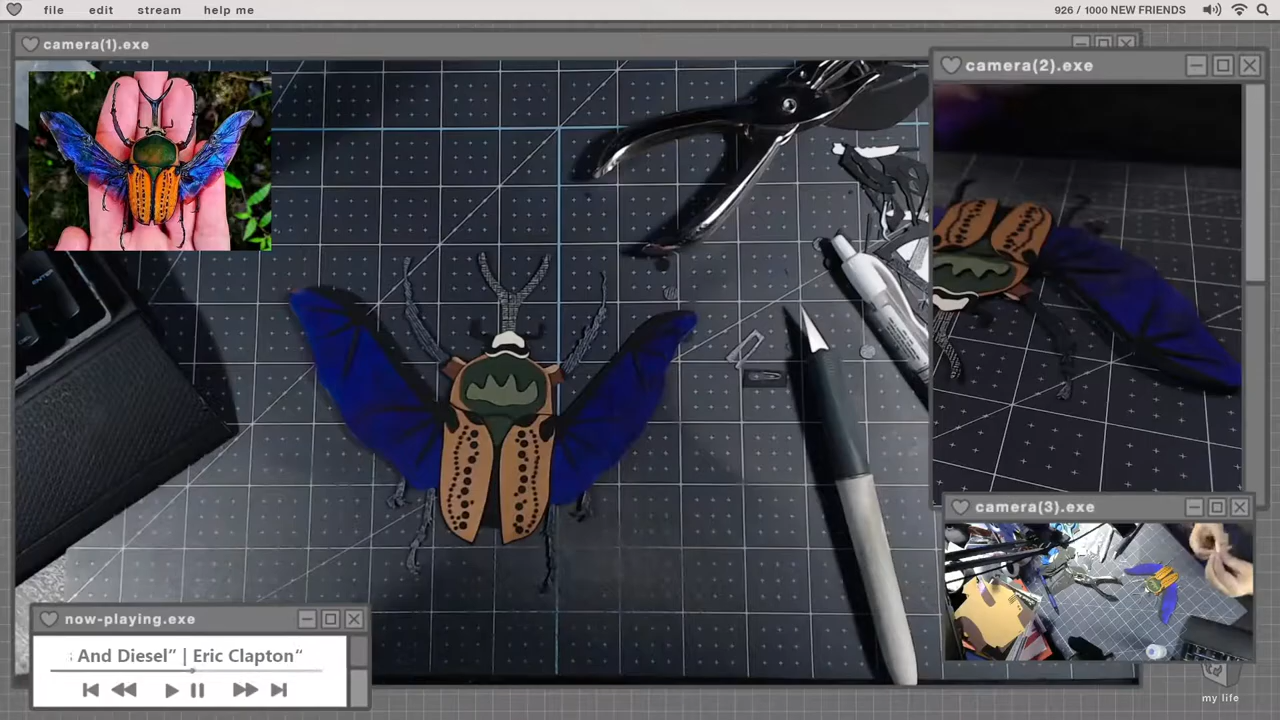 file edit stream help me 926 / 1000 NEW FRIENDS
camera(1).exe
camera(2).exe
camera(3).exe
now-playing.exe
And Diesel” | Eric Clapton“
my life